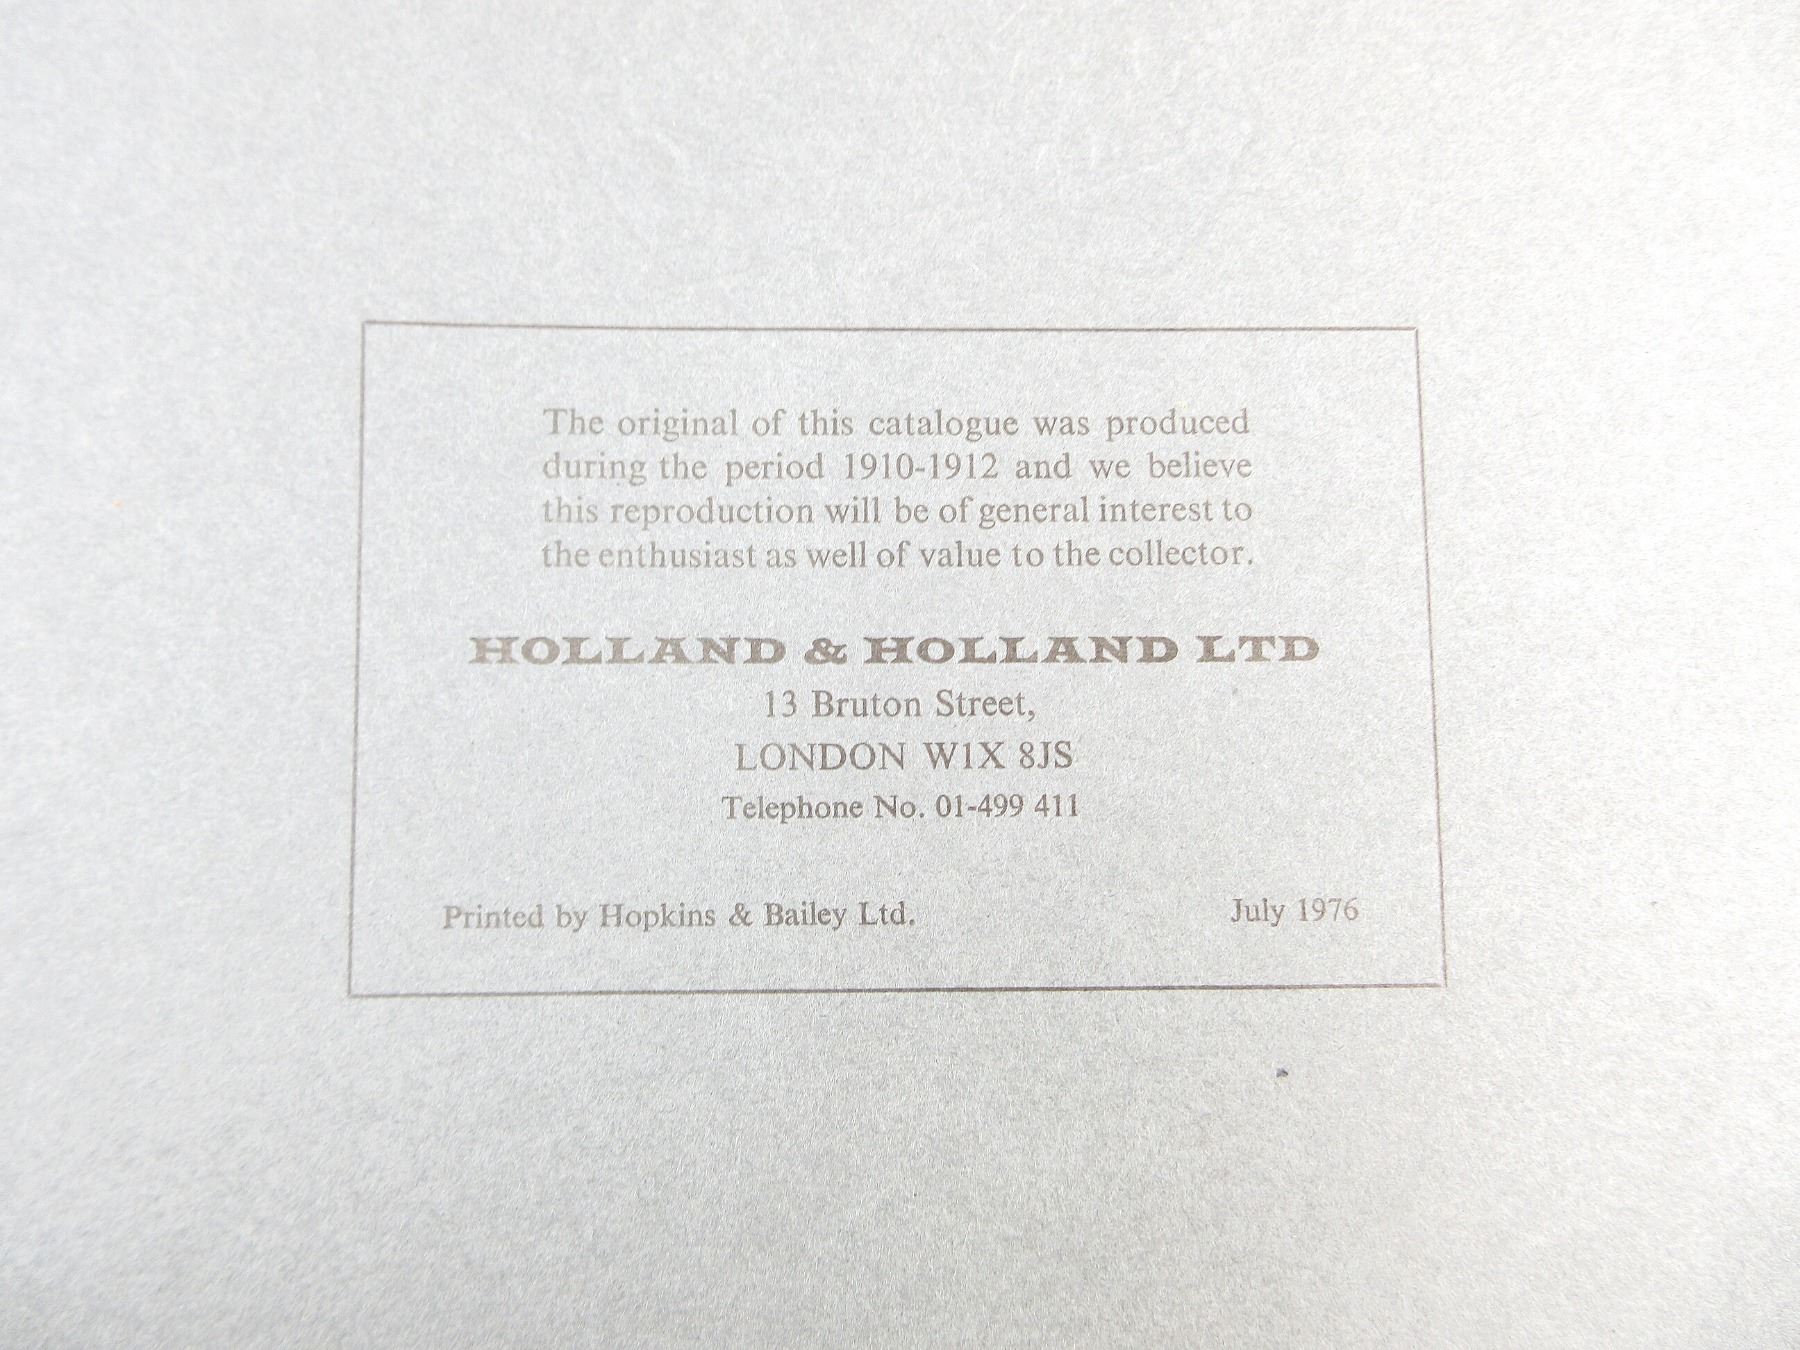 The original of this catalogue was produced
during the period 1910-1912 and we believe
this reproduction will be of general interest to
the enthusiast as well of value to the collector.
HOLLAND & HOLLAND LTD
13 Bruton Street,
LONDON W1X 8JS
Telephone No. 01-499 411
Printed by Hopkins & Bailey Ltd. July 1976